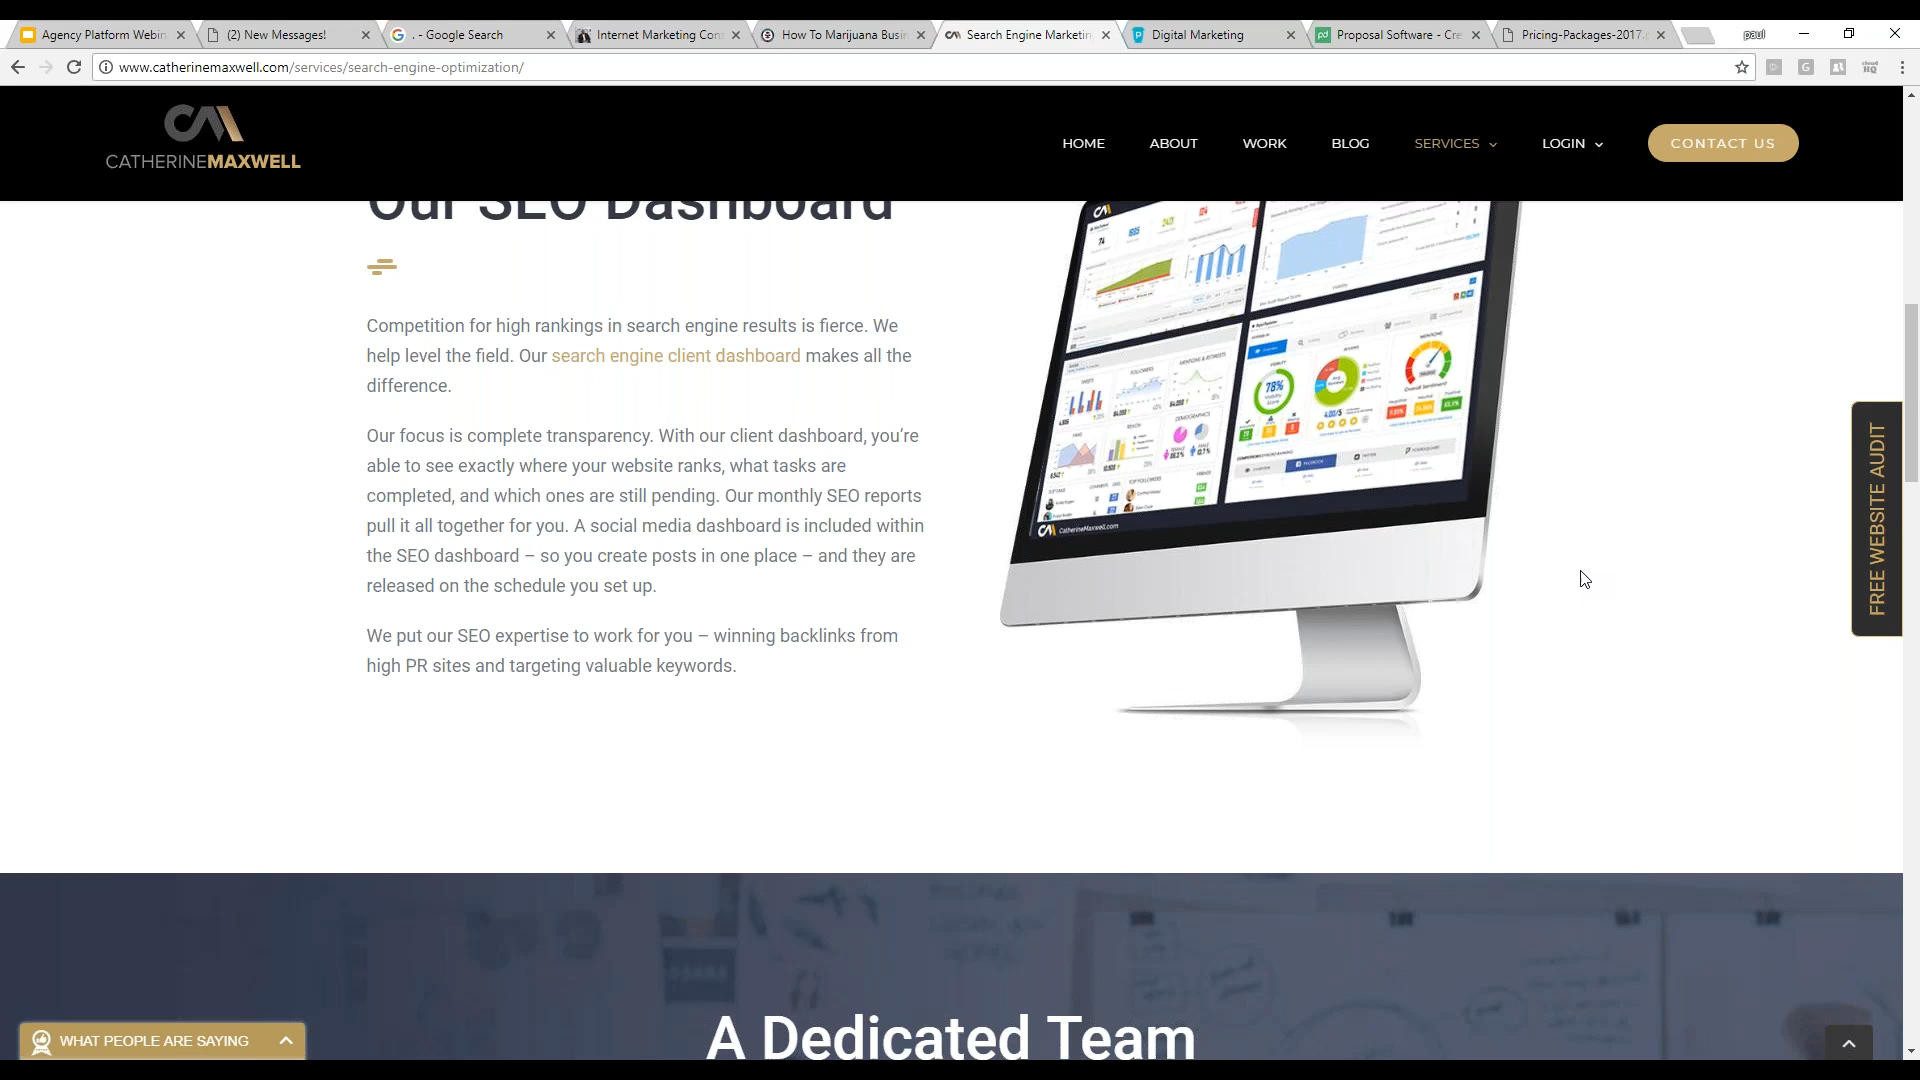 Agency Platform Webin
(2) New Messages!
. - Google Search
Internet Marketing Con
How To Marijuana Busin
Search Engine Marketin
Digital Marketing
Proposal Software - Cre
Pricing-Packages-2017.p
paul
www.catherinemaxwell.com/services/search-engine-optimization/
CATHERINEMAXWELL
HOME
ABOUT
WORK
BLOG
SERVICES
LOGIN
CONTACT US
Our SEO Dashboard
Competition for high rankings in search engine results is fierce. We
help level the field. Our search engine client dashboard makes all the
difference.
Our focus is complete transparency. With our client dashboard, you’re
able to see exactly where your website ranks, what tasks are
completed, and which ones are still pending. Our monthly SEO reports
pull it all together for you. A social media dashboard is included within
the SEO dashboard – so you create posts in one place – and they are
released on the schedule you set up.
We put our SEO expertise to work for you – winning backlinks from
high PR sites and targeting valuable keywords.
78%
CatherineMaxwell.com
FREE WEBSITE AUDIT
A Dedicated Team
WHAT PEOPLE ARE SAYING